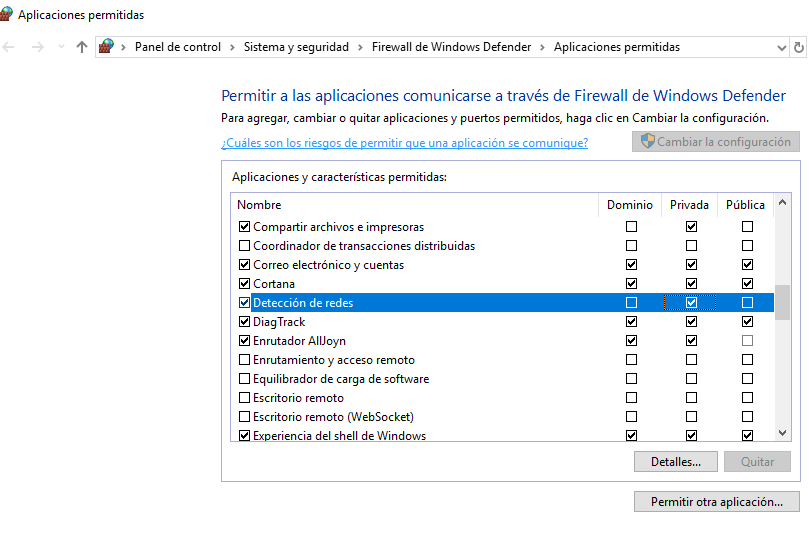 Aplicaciones permitidas
Panel de control > Sistema y seguridad > Firewall de Windows Defender > Aplicaciones permitidas
Permitir a las aplicaciones comunicarse a través de Firewall de Windows Defender
Para agregar, cambiar o quitar aplicaciones y puertos permitidos, haga clic en Cambiar la configuración.
¿Cuáles son los riesgos de permitir que una aplicación se comunique? Cambiar la configuración
Aplicaciones y características permitidas:
Nombre Dominio Privada Pública
Compartir archivos e impresoras
Coordinador de transacciones distribuidas
Correo electrónico y cuentas
Cortana
Detección de redes
DiagTrack
Enrutador AllJoyn
Enrutamiento y acceso remoto
Equilibrador de carga de software
Escritorio remoto
Escritorio remoto (WebSocket)
Experiencia del shell de Windows
Detalles... Quitar
Permitir otra aplicación...